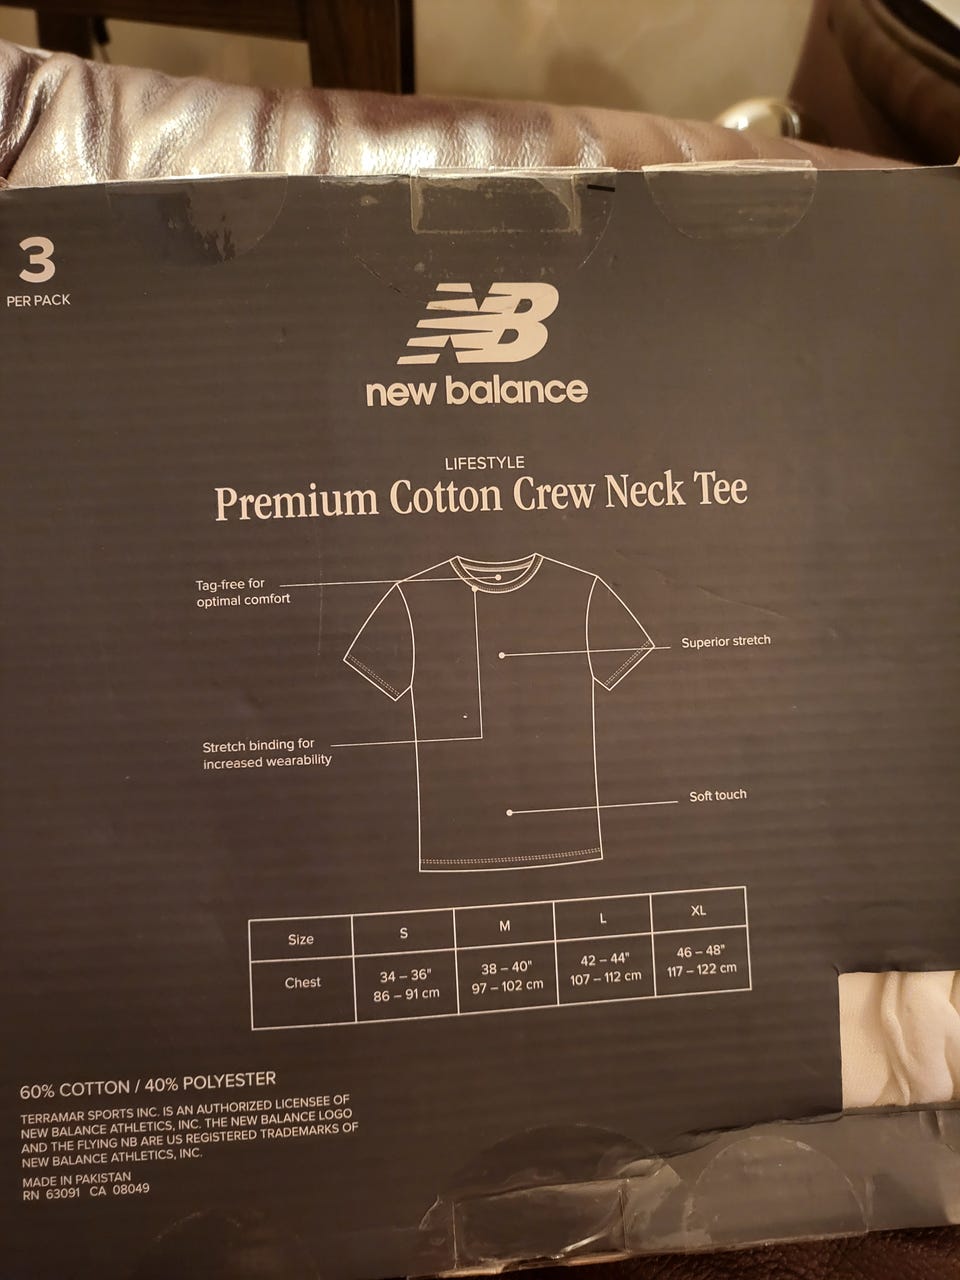 3
PER PACK
NB
new balance
LIFESTYLE
Premium Cotton Crew Neck Tee
Tag-free for
optimal comfort
Superior stretch
Stretch binding for
increased wearability
Soft touch
Size S M L XL
Chest 34 – 36" 38 – 40" 42 – 44" 46 – 48"
86 – 91 cm 97 – 102 cm 107 – 112 cm 117 – 122 cm
60% COTTON / 40% POLYESTER
TERRAMAR SPORTS INC. IS AN AUTHORIZED LICENSEE OF
NEW BALANCE ATHLETICS, INC. THE NEW BALANCE LOGO
AND THE FLYING NB ARE US REGISTERED TRADEMARKS OF
NEW BALANCE ATHLETICS, INC.
MADE IN PAKISTAN
RN 63091 CA 08049